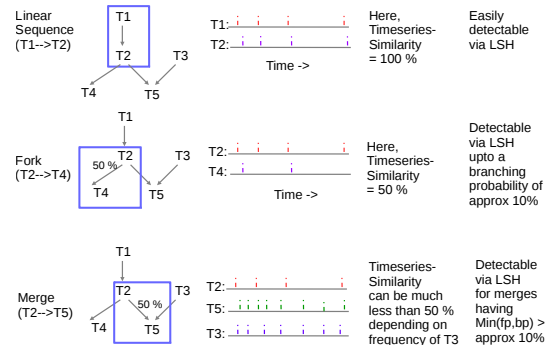 Linear
Sequence
(T1-->T2)
T1
T2
T3
T4
T5
T1:
T2:
Time ->
Here,
Timeseries-
Similarity
= 100 %
Easily
detectable
via LSH
Fork
(T2-->T4)
T1
T2
50 %
T3
T4
T5
T2:
T4:
Time ->
Here,
Timeseries-
Similarity
= 50 %
Detectable
via LSH
upto a
branching
probability of
approx 10%
Merge
(T2-->T5)
T1
T2
T3
50 %
T4
T5
T2:
T5:
T3:
Timeseries-
Similarity
can be much
less than 50 %
depending on
frequency of T3
Detectable
via LSH
for merges
having
Min(fp,bp) >
approx 10%